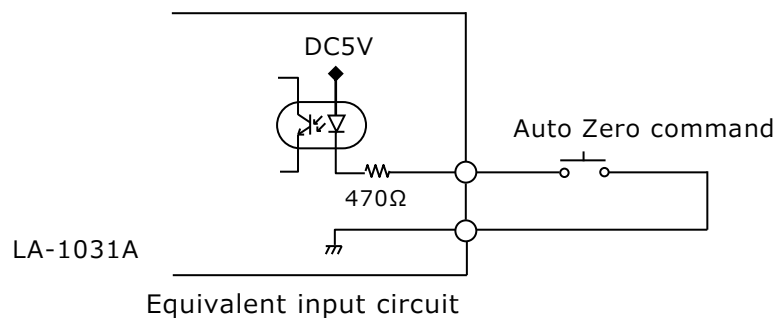 DC5V
Auto Zero command
470Ω
LA-1031A
Equivalent input circuit